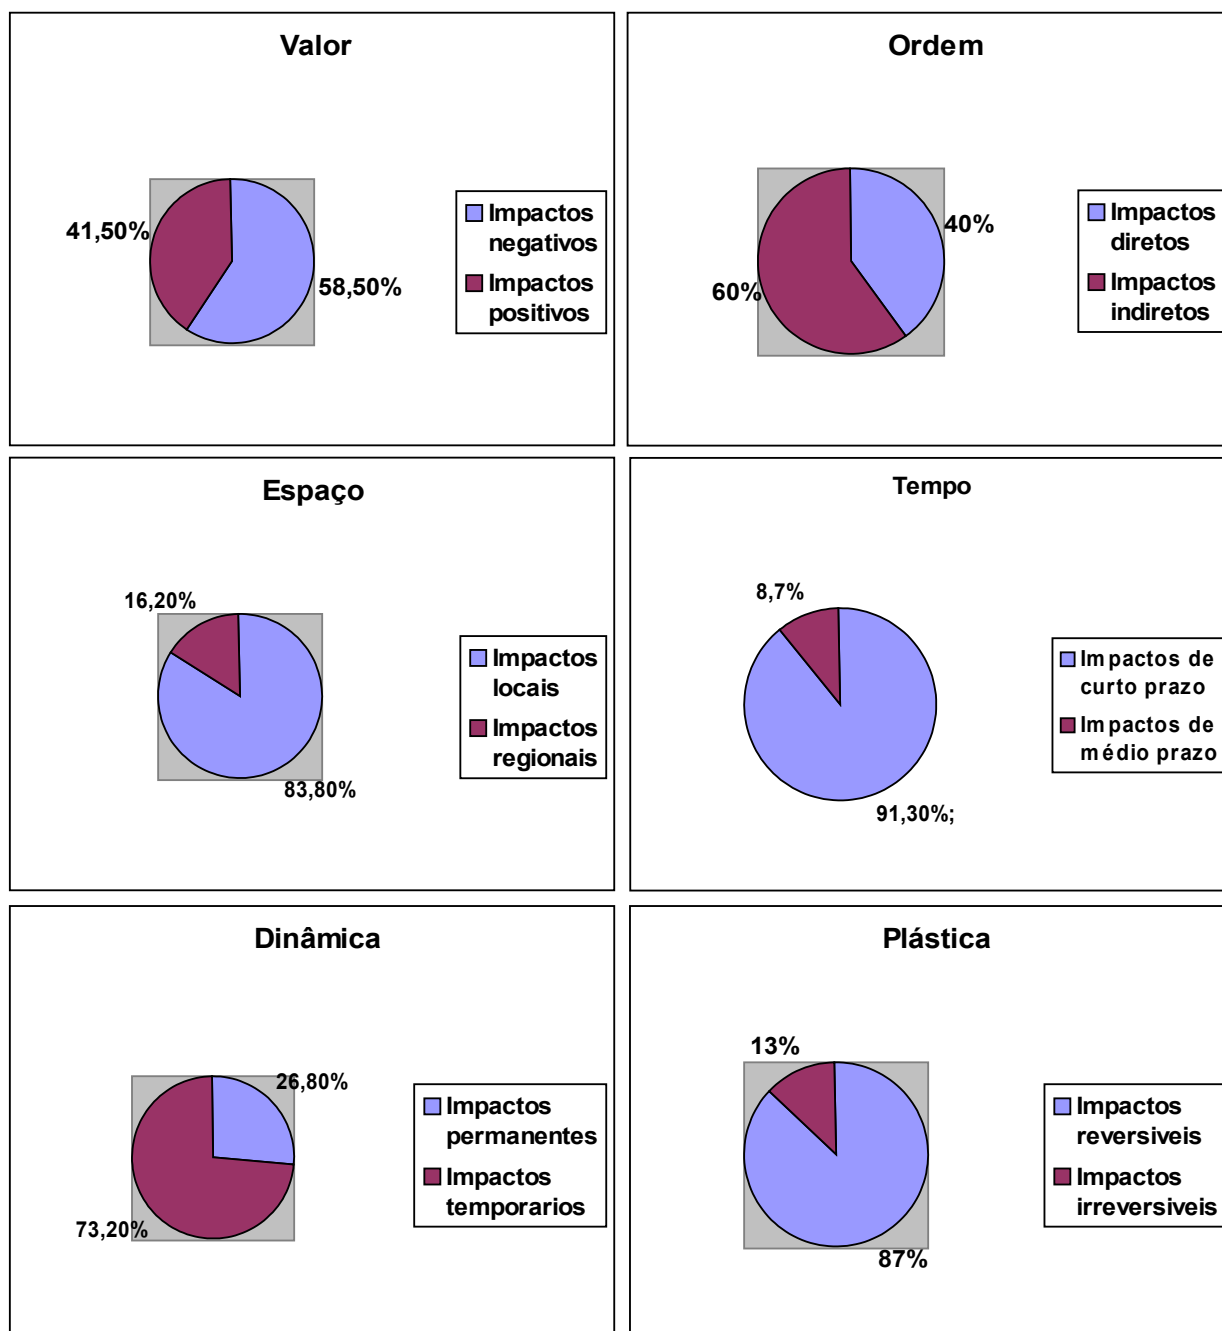 Valor
41,50%
58,50%
Impactos
negativos
Impactos
positivos
Ordem
40%
60%
Impactos
diretos
Impactos
indiretos
Espaço
16,20%
83,80%
Impactos
locais
Impactos
regionais
Tempo
8,7%
91,30%;
Impactos de
curto prazo
Impactos de
médio prazo
Dinâmica
26,80%
73,20%
Impactos
permanentes
Impactos
temporarios
Plástica
13%
87%
Impactos
reversiveis
Impactos
irreversiveis